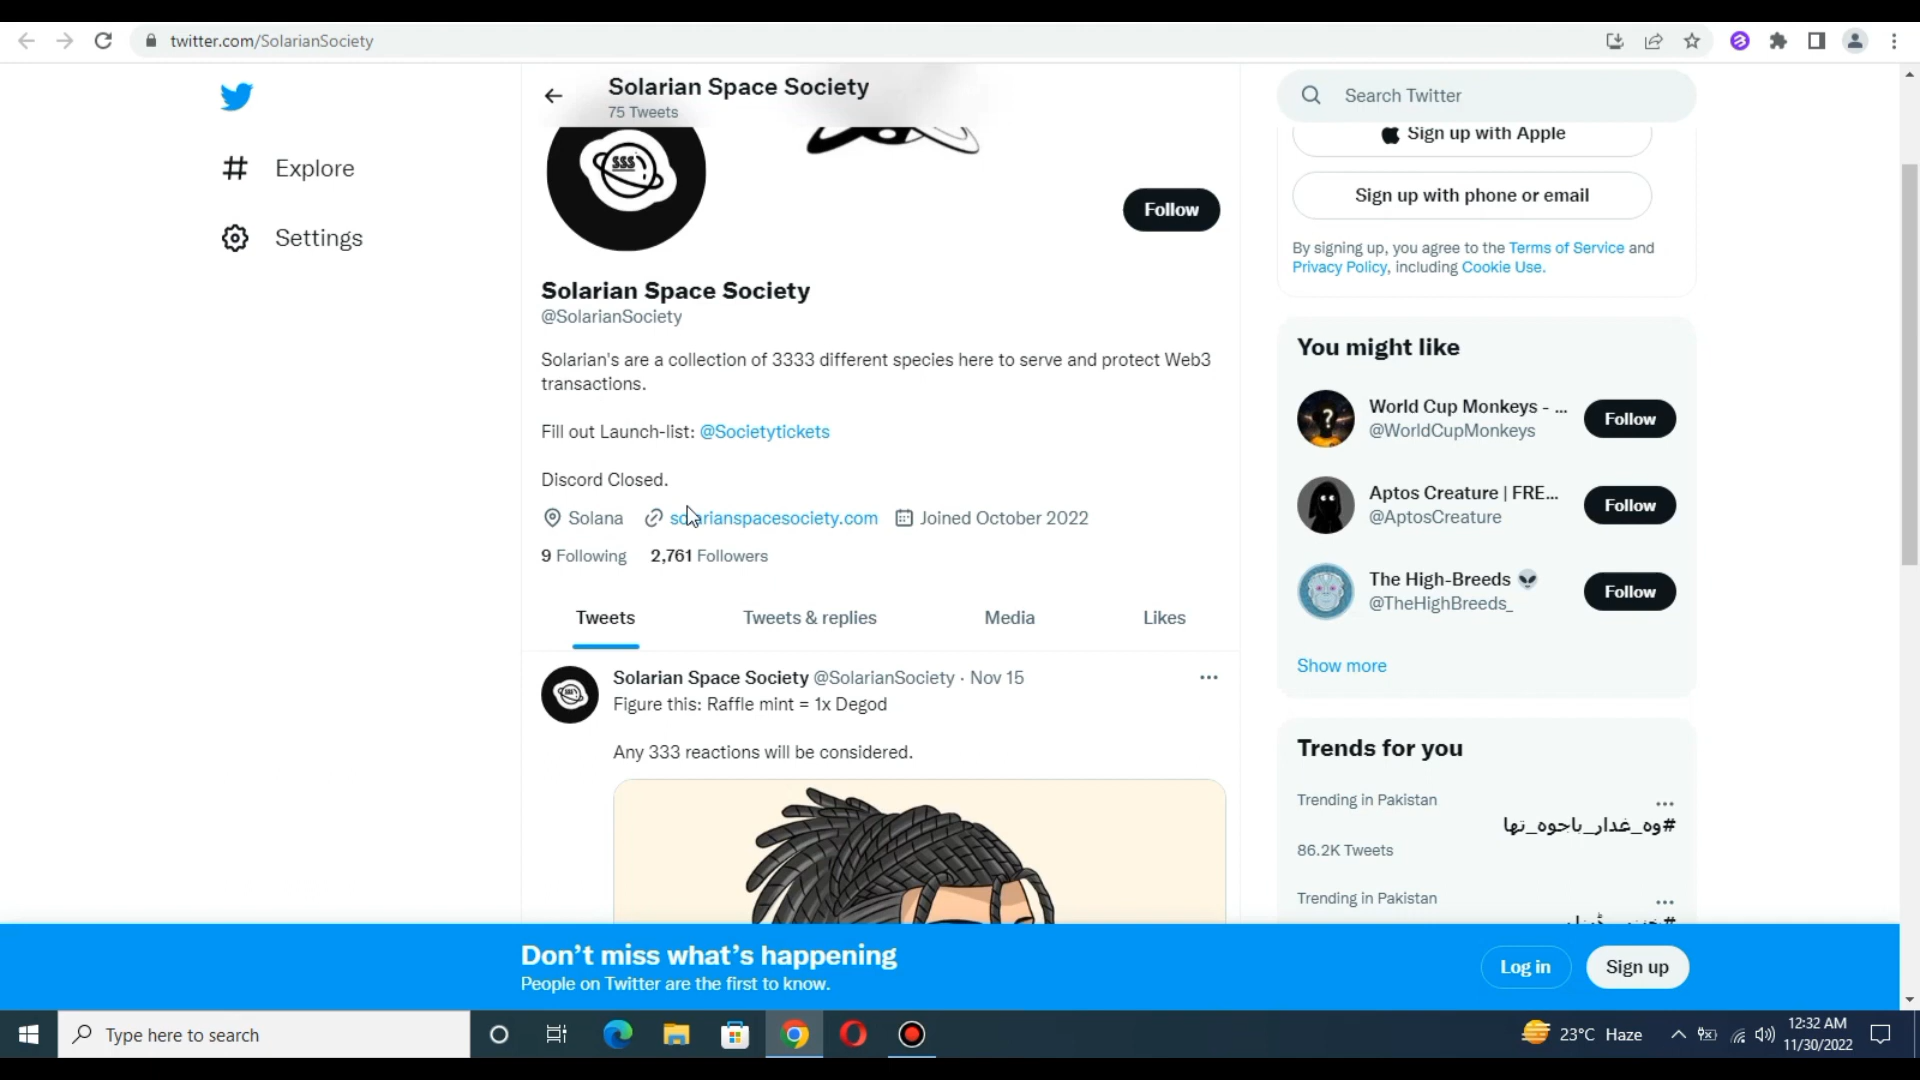 twitter.com/SolarianSociety
Solarian Space Society
75 Tweets
Search Twitter
Explore
Settings
SSS
Follow
Sign up with Apple
Sign up with phone or email
By signing up, you agree to the Terms of Service and
Privacy Policy, including Cookie Use.
Solarian Space Society
@SolarianSociety
Solarian's are a collection of 3333 different species here to serve and protect Web3
transactions.
Fill out Launch-list: @Societytickets
Discord Closed.
Solana solarianspacesociety.com Joined October 2022
9 Following 2,761 Followers
Tweets Tweets & replies Media Likes
Solarian Space Society @SolarianSociety · Nov 15
Figure this: Raffle mint = 1x Degod
Any 333 reactions will be considered.
You might like
World Cup Monkeys - ...
@WorldCupMonkeys
Follow
Aptos Creature | FRE...
@AptosCreature
Follow
The High-Breeds 👽
@TheHighBreeds_
Follow
Show more
Trends for you
Trending in Pakistan
#وہ_غدار_باجوہ_تھا
86.2K Tweets
Trending in Pakistan
Don’t miss what’s happening
People on Twitter are the first to know.
Log in Sign up
Type here to search
23°C Haze
12:32 AM
11/30/2022